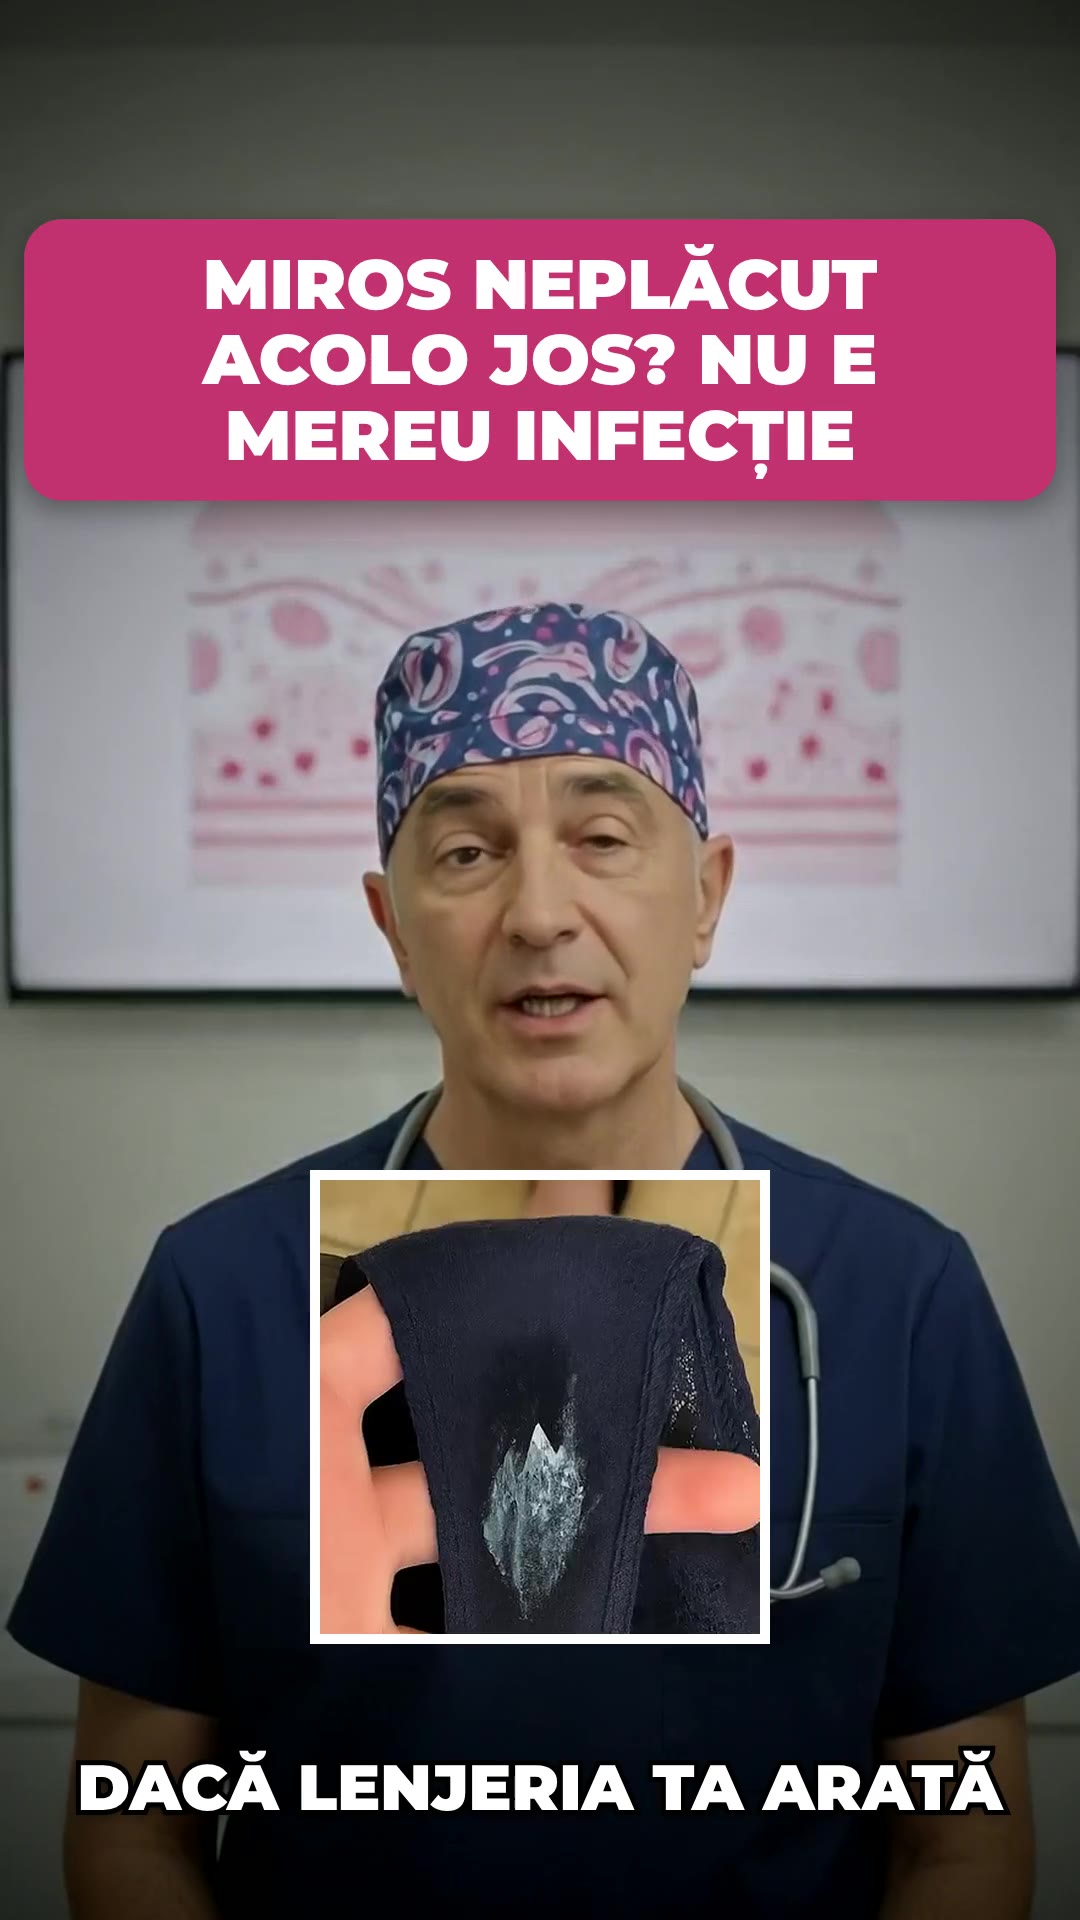 MIROS NEPLĂCUT
ACOLO JOS? NU E
MEREU INFECȚIE
DACĂ LENJERIA TA ARATĂ